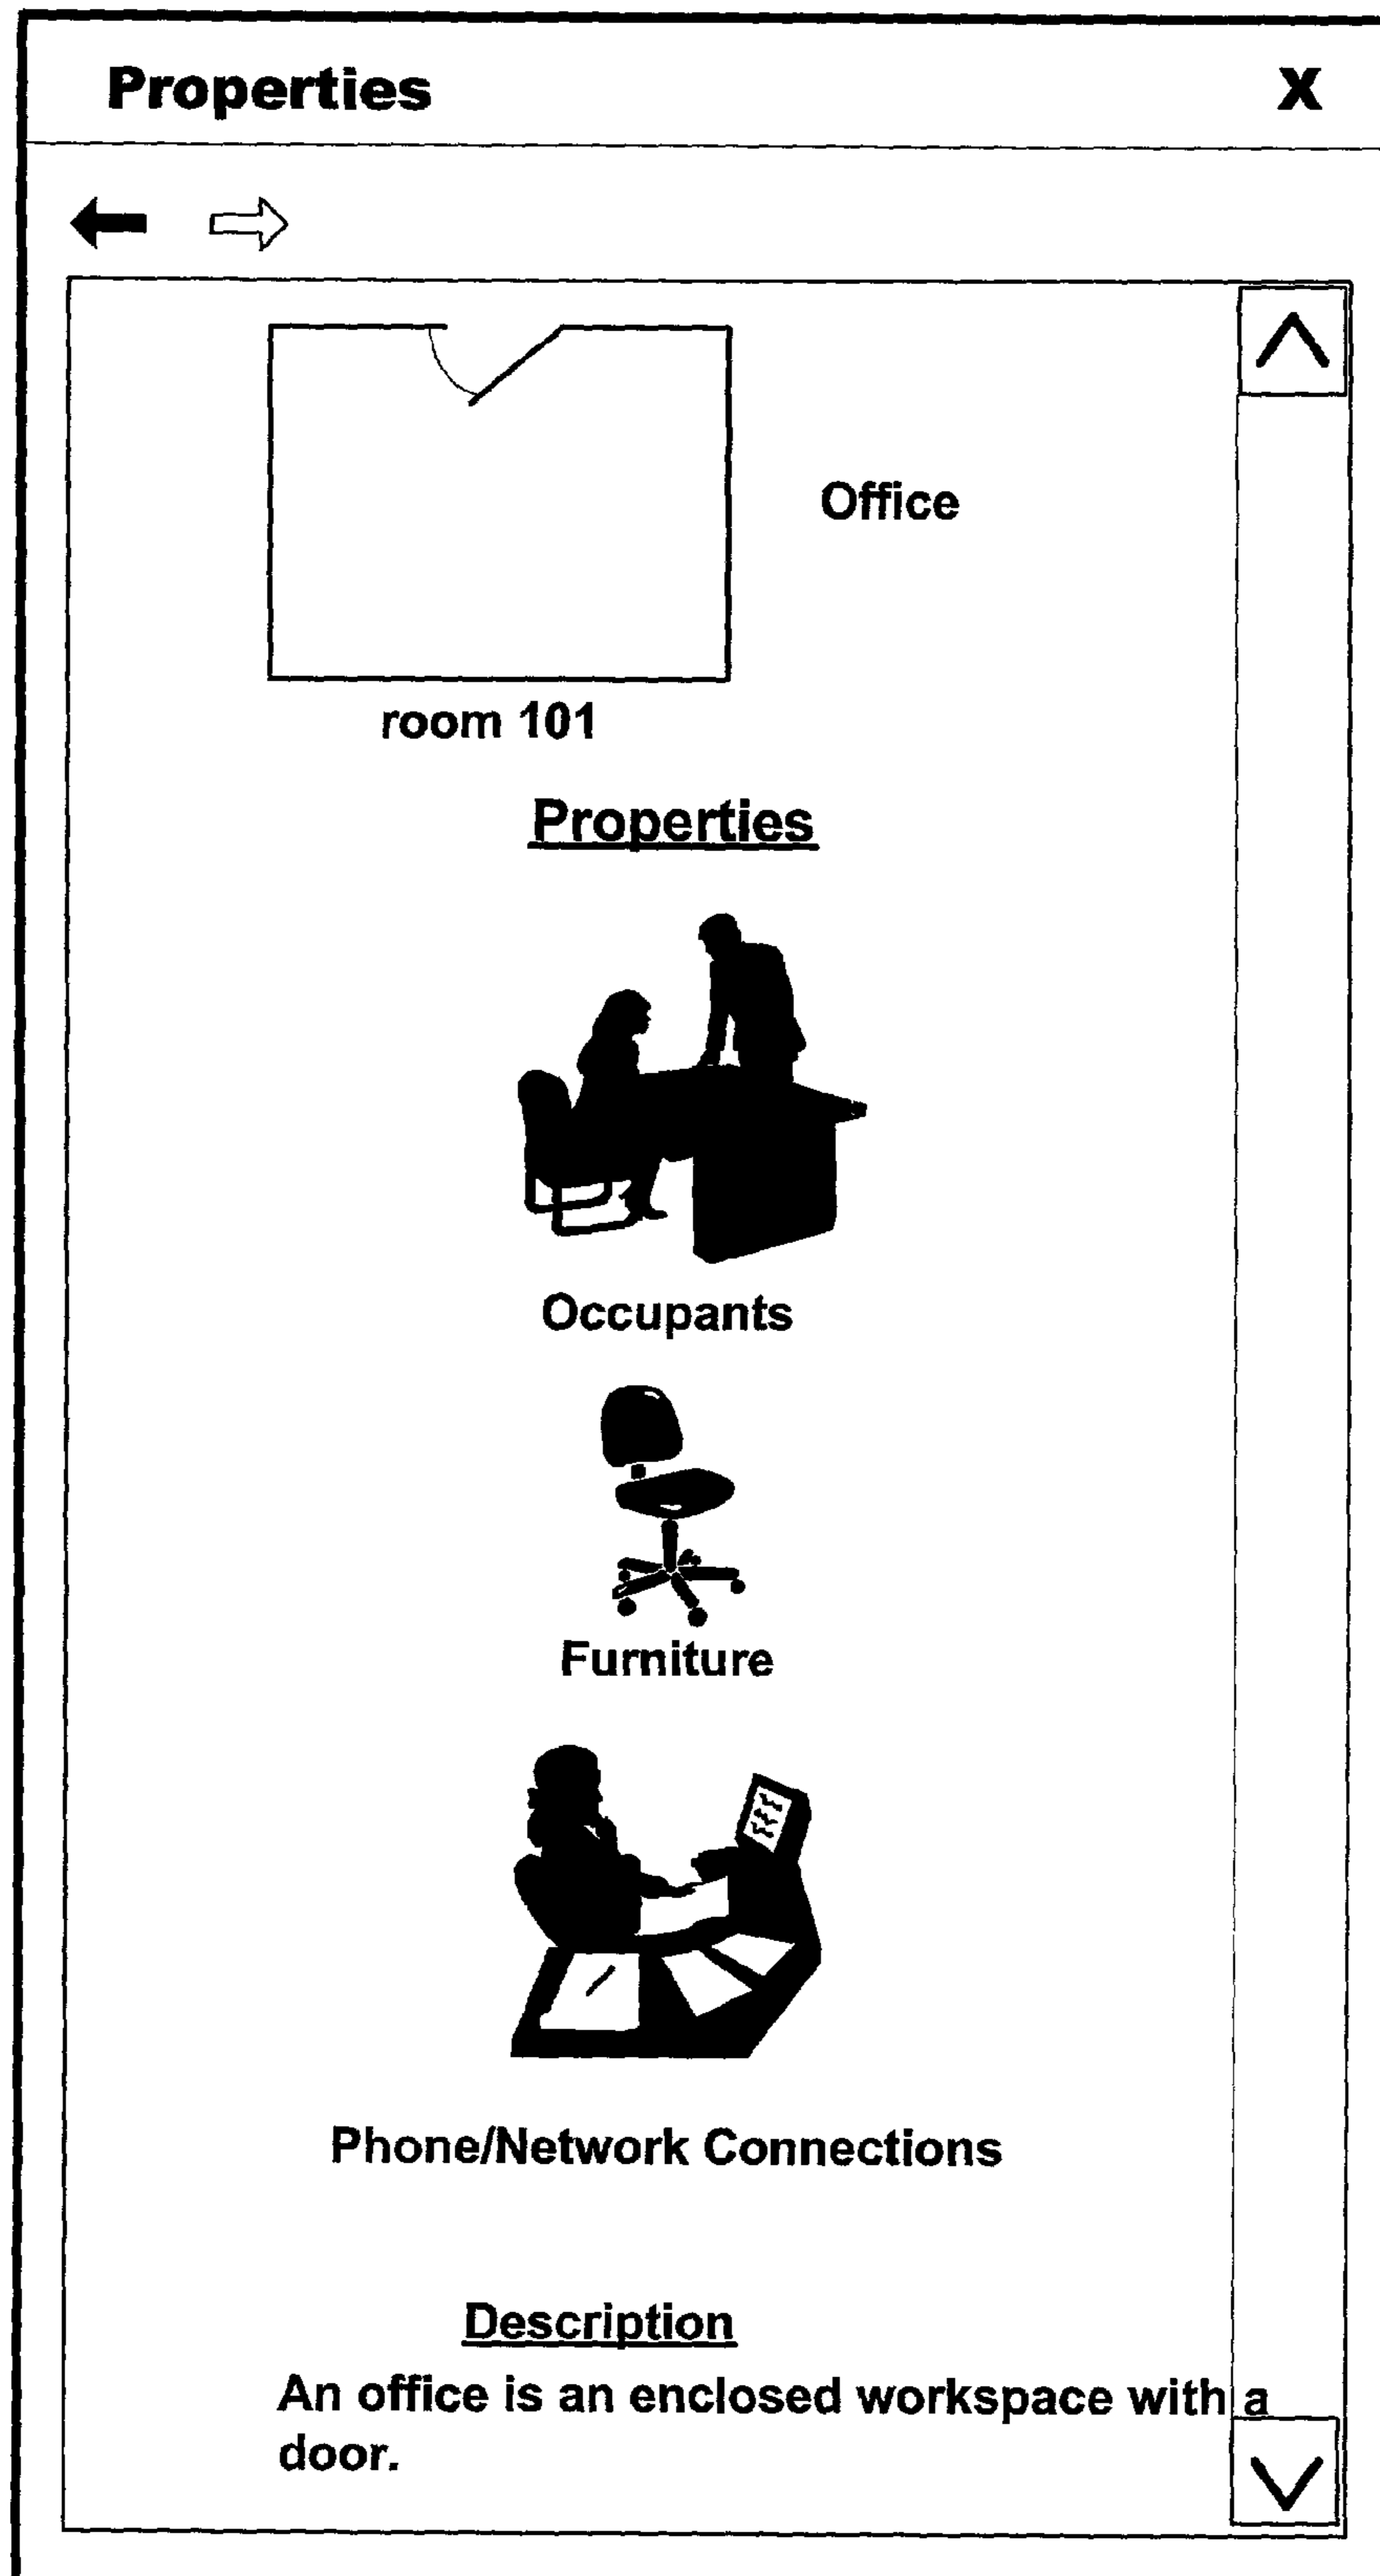 Properties X
Office
room 101
Properties
Occupants
Furniture
Phone/Network Connections
Description
An office is an enclosed workspace with a
door.